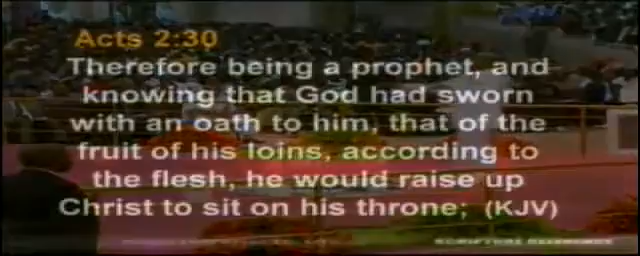 Acts 2:30
Therefore being a prophet, and
knowing that God had sworn
with an oath to him, that of the
fruit of his loins, according to
the flesh, he would raise up
Christ to sit on his throne; (KJV)
SCRIPTURE REFERENCE